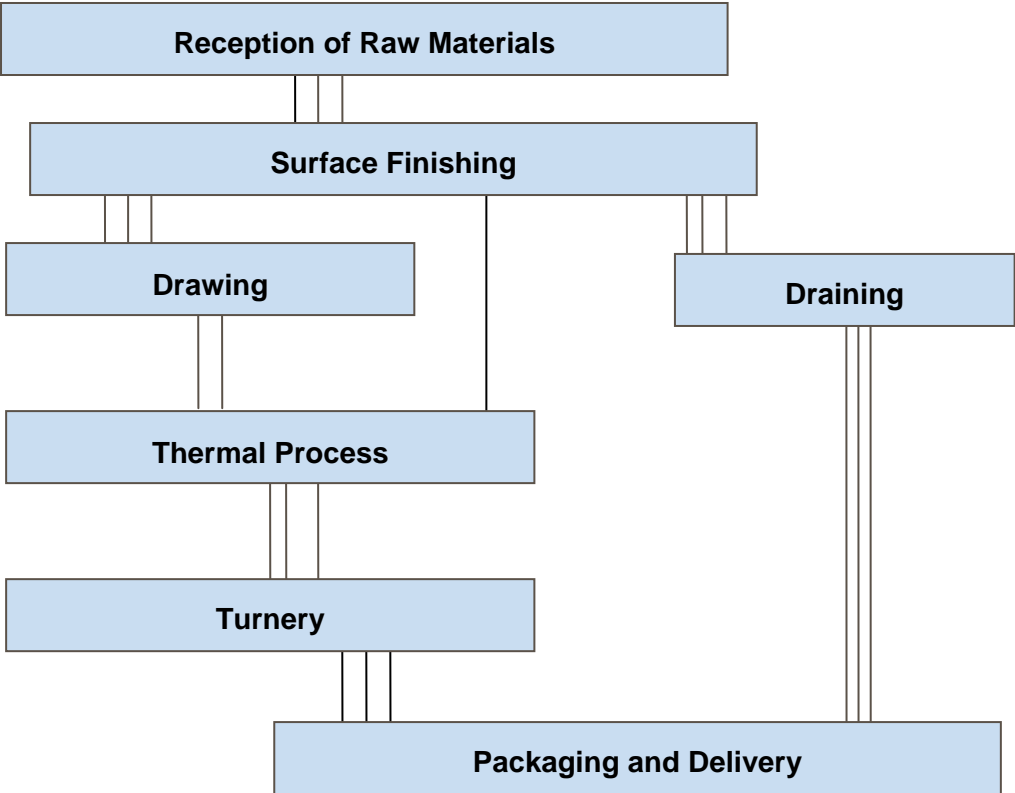 Reception of Raw Materials
Surface Finishing
Drawing
Draining
Thermal Process
Turnery
Packaging and Delivery